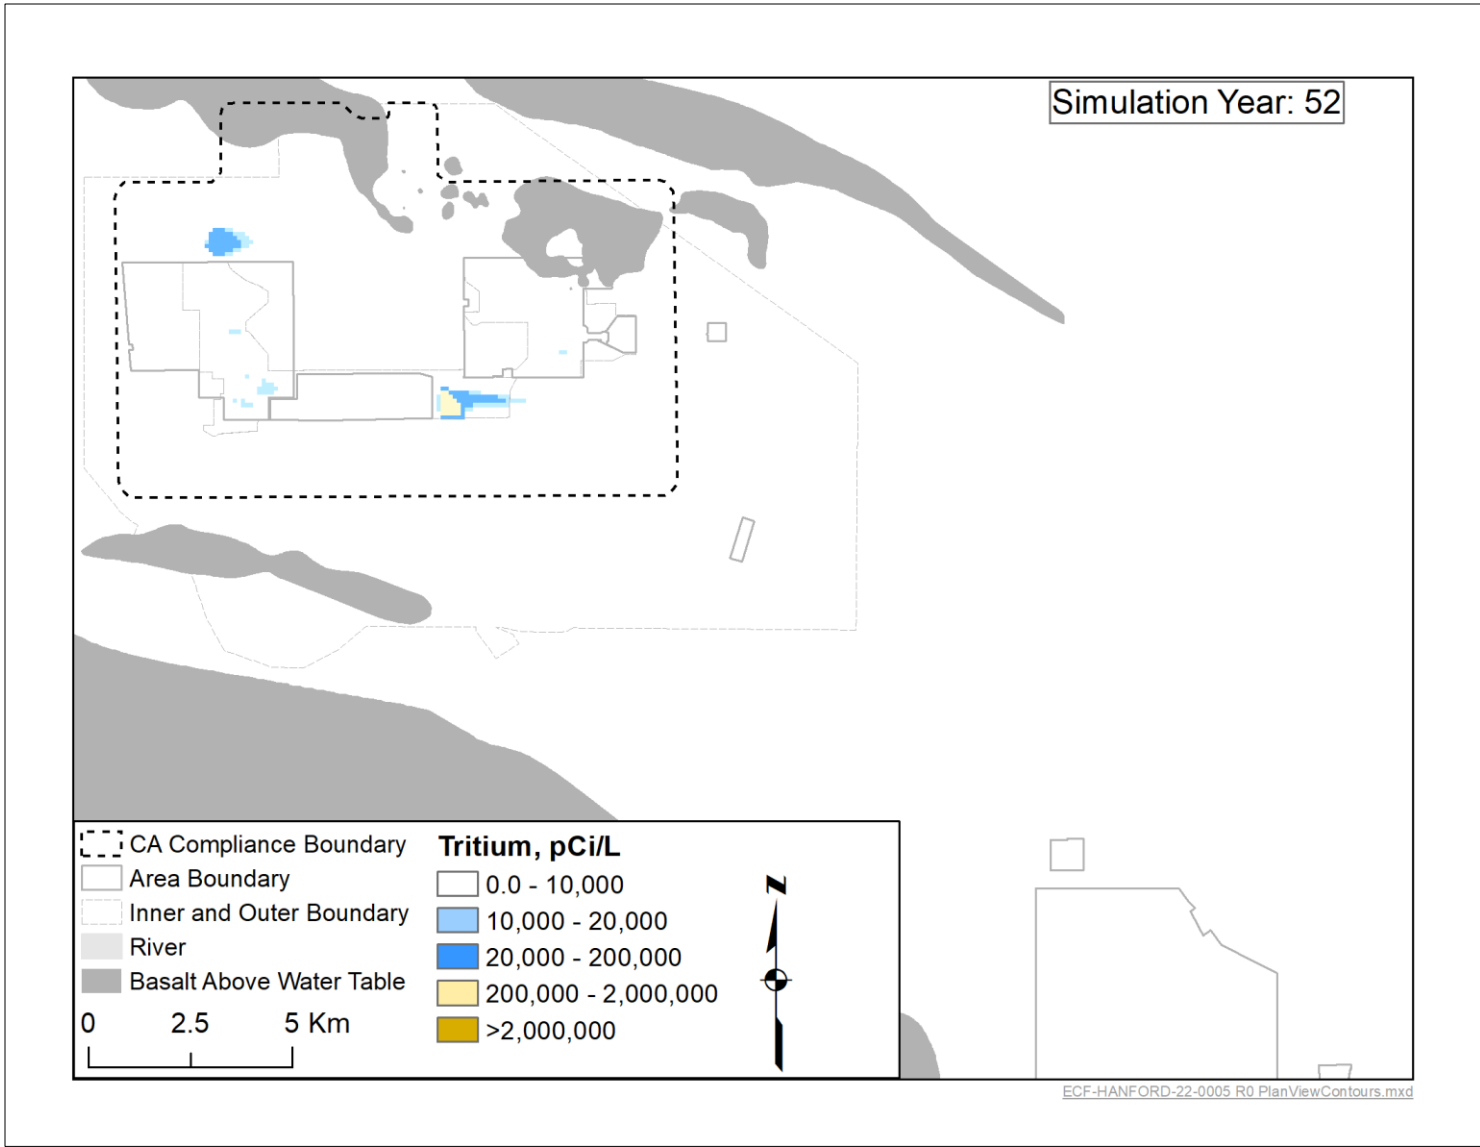 Simulation Year: 52
CA Compliance Boundary
Area Boundary
Inner and Outer Boundary
River
Basalt Above Water Table
0 2.5 5 Km
Tritium, pCi/L
0.0 - 10,000
10,000 - 20,000
20,000 - 200,000
200,000 - 2,000,000
>2,000,000
N
ECF-HANFORD-22-0005 R0 PlanViewContours.mxd